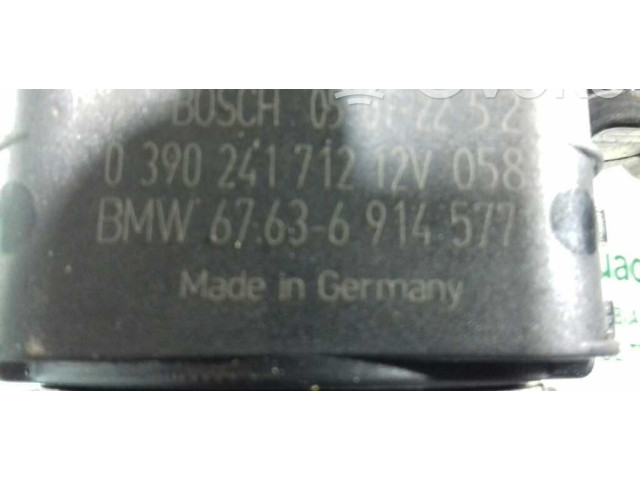 BOSCH
0 390 241 712 12V 058
BMW 67.63-6 914 577
Made in Germany